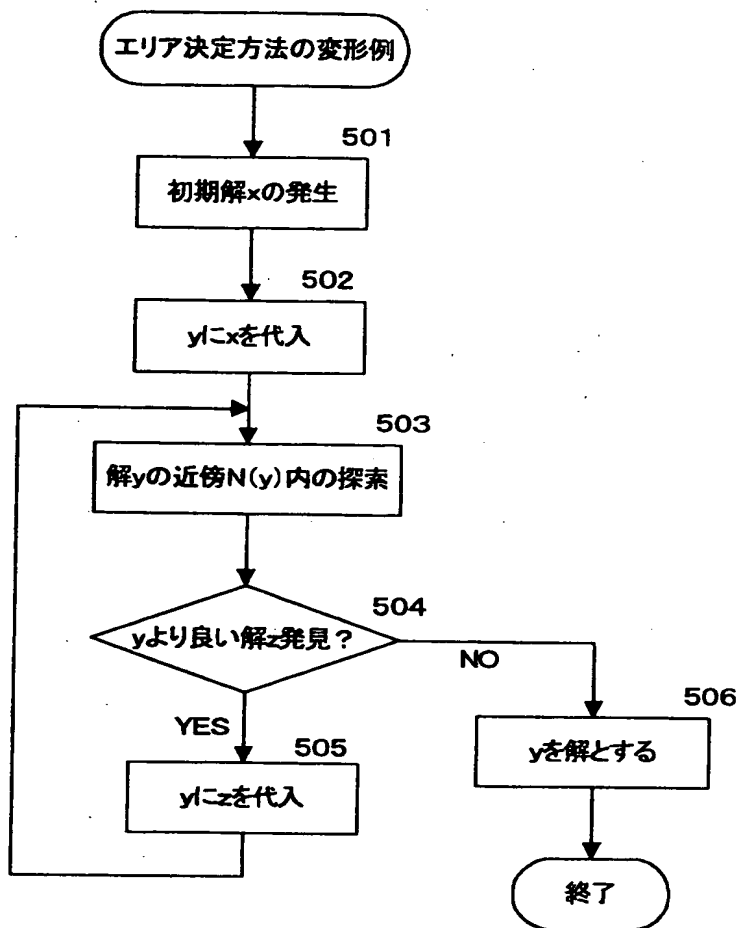 エリア決定方法の変形例
501
初期解xの発生
502
yにxを代入
503
解yの近傍N(y)内の探索
504
yより良い解z発見?
NO
YES
505
yにzを代入
506
yを解とする
終了